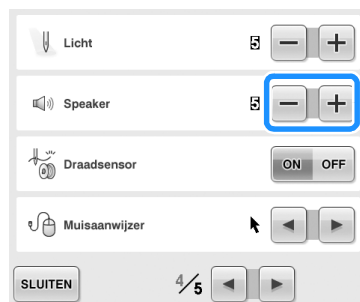 Licht 5 − +
Speaker 5 − +
Draadsensor ON OFF
Muisaanwijzer
SLUITEN 4/5